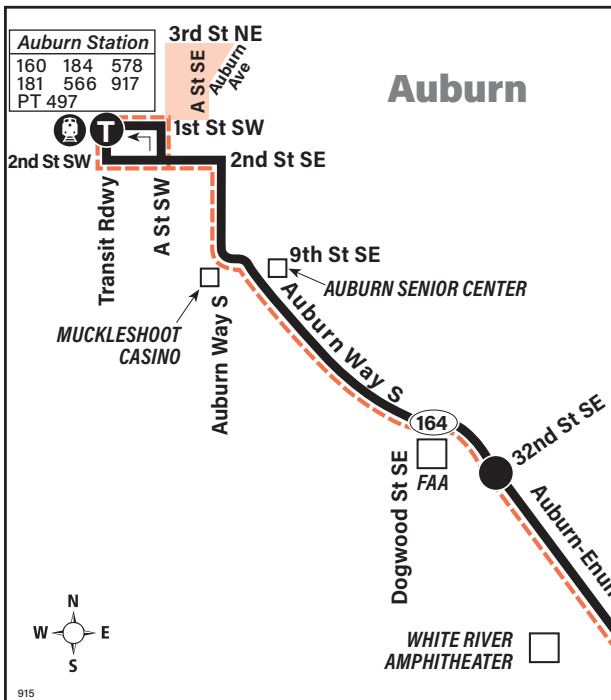 Auburn Station
160 184 578
181 566 917
PT 497
3rd St NE
A St SE
Auburn
Ave
Auburn
T
1st St SW
2nd St SW
2nd St SE
Transit Rdwy
A St SW
9th St SE
AUBURN SENIOR CENTER
MUCKLESHOOT
CASINO
Auburn Way S
Auburn Way S
164
32nd St SE
FAA
Dogwood St SE
Auburn-Enum
N
W E
S
WHITE RIVER
AMPHITHEATER
915